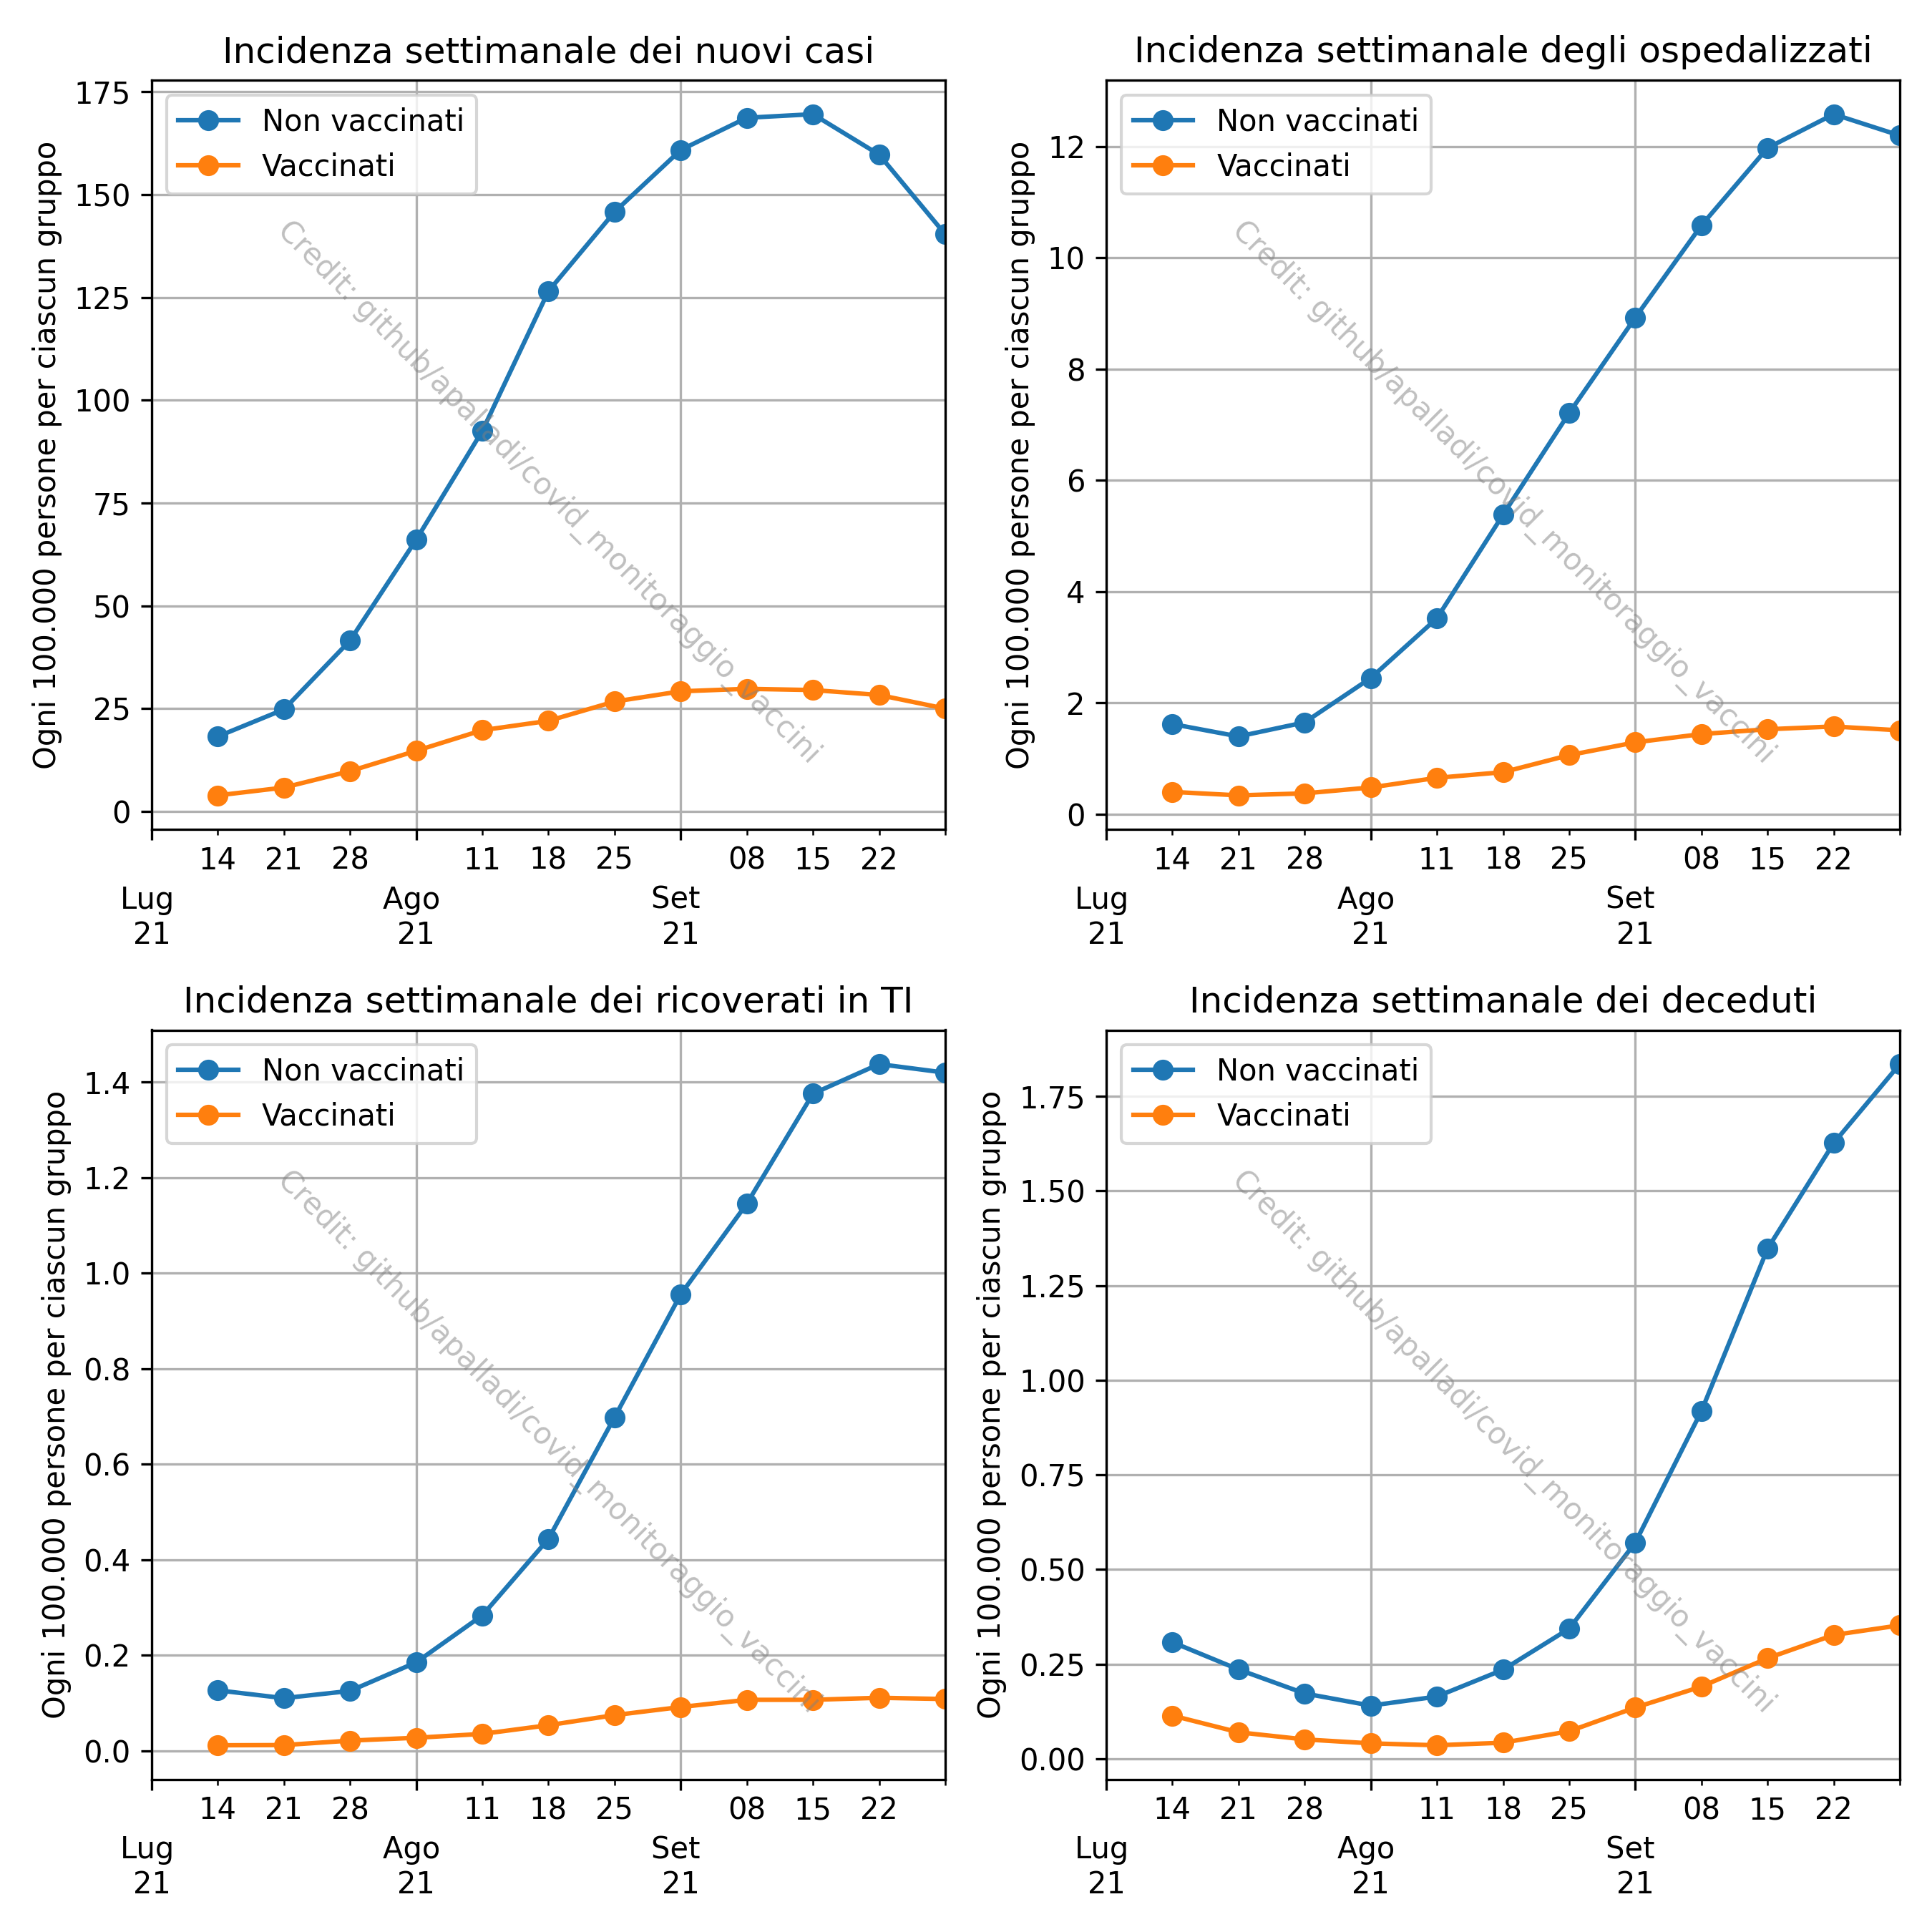 Incidenza settimanale dei nuovi casi
Ogni 100.000 persone per ciascun gruppo
175
150
125
100
75
50
25
0
Non vaccinati
Vaccinati
Credit: github/apalladi/covid_monitoraggio_vaccini
14 21 28 11 18 25 08 15 22
Lug Ago Set
21 21 21
Incidenza settimanale degli ospedalizzati
Ogni 100.000 persone per ciascun gruppo
12
10
8
6
4
2
0
Non vaccinati
Vaccinati
Credit: github/apalladi/covid_monitoraggio_vaccini
14 21 28 11 18 25 08 15 22
Lug Ago Set
21 21 21
Incidenza settimanale dei ricoverati in TI
Ogni 100.000 persone per ciascun gruppo
1.4
1.2
1.0
0.8
0.6
0.4
0.2
0.0
Non vaccinati
Vaccinati
Credit: github/apalladi/covid_monitoraggio_vaccini
14 21 28 11 18 25 08 15 22
Lug Ago Set
21 21 21
Incidenza settimanale dei deceduti
Ogni 100.000 persone per ciascun gruppo
1.75
1.50
1.25
1.00
0.75
0.50
0.25
0.00
Non vaccinati
Vaccinati
Credit: github/apalladi/covid_monitoraggio_vaccini
14 21 28 11 18 25 08 15 22
Lug Ago Set
21 21 21